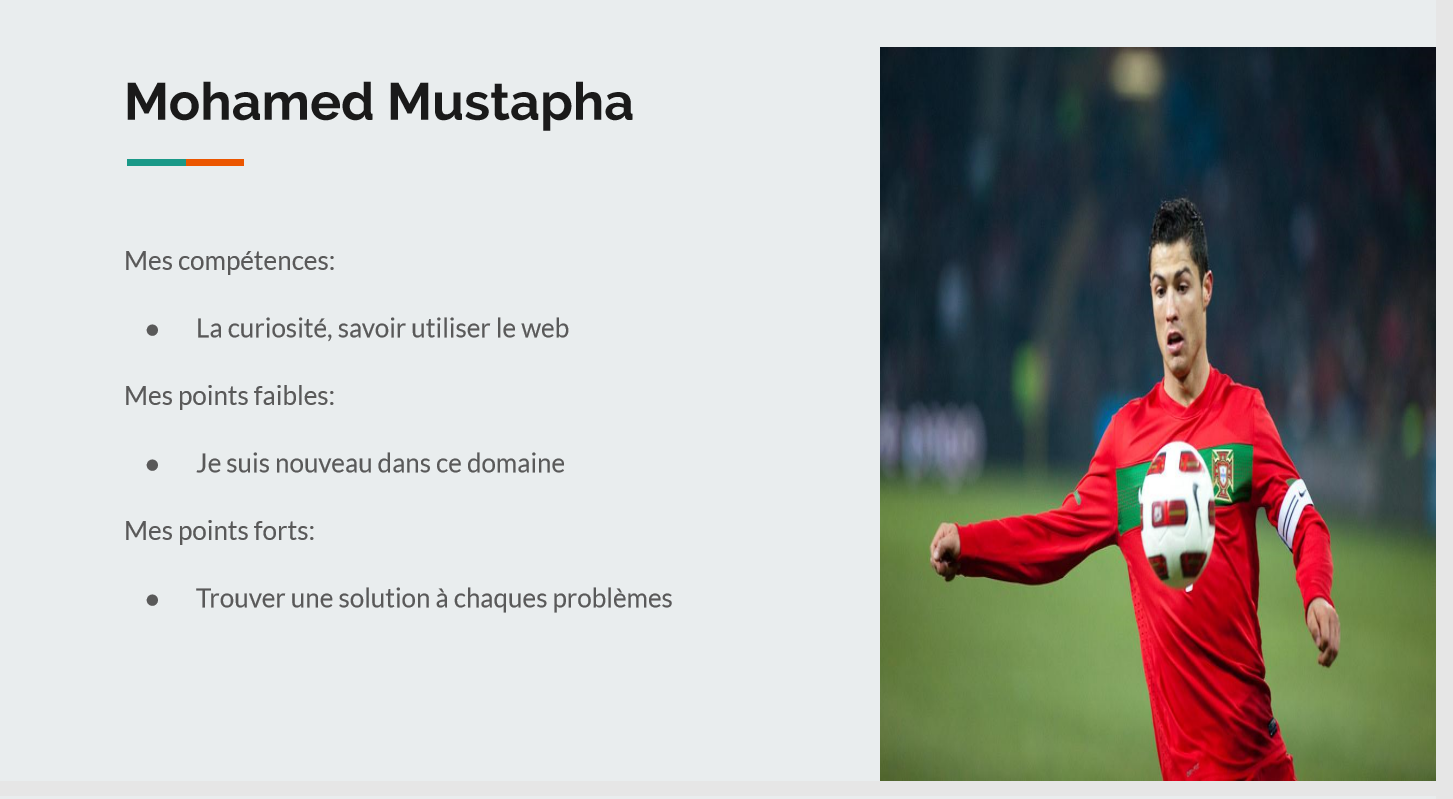 Mohamed Mustapha
Mes compétences:
● La curiosité, savoir utiliser le web
Mes points faibles:
● Je suis nouveau dans ce domaine
Mes points forts:
● Trouver une solution à chaques problèmes